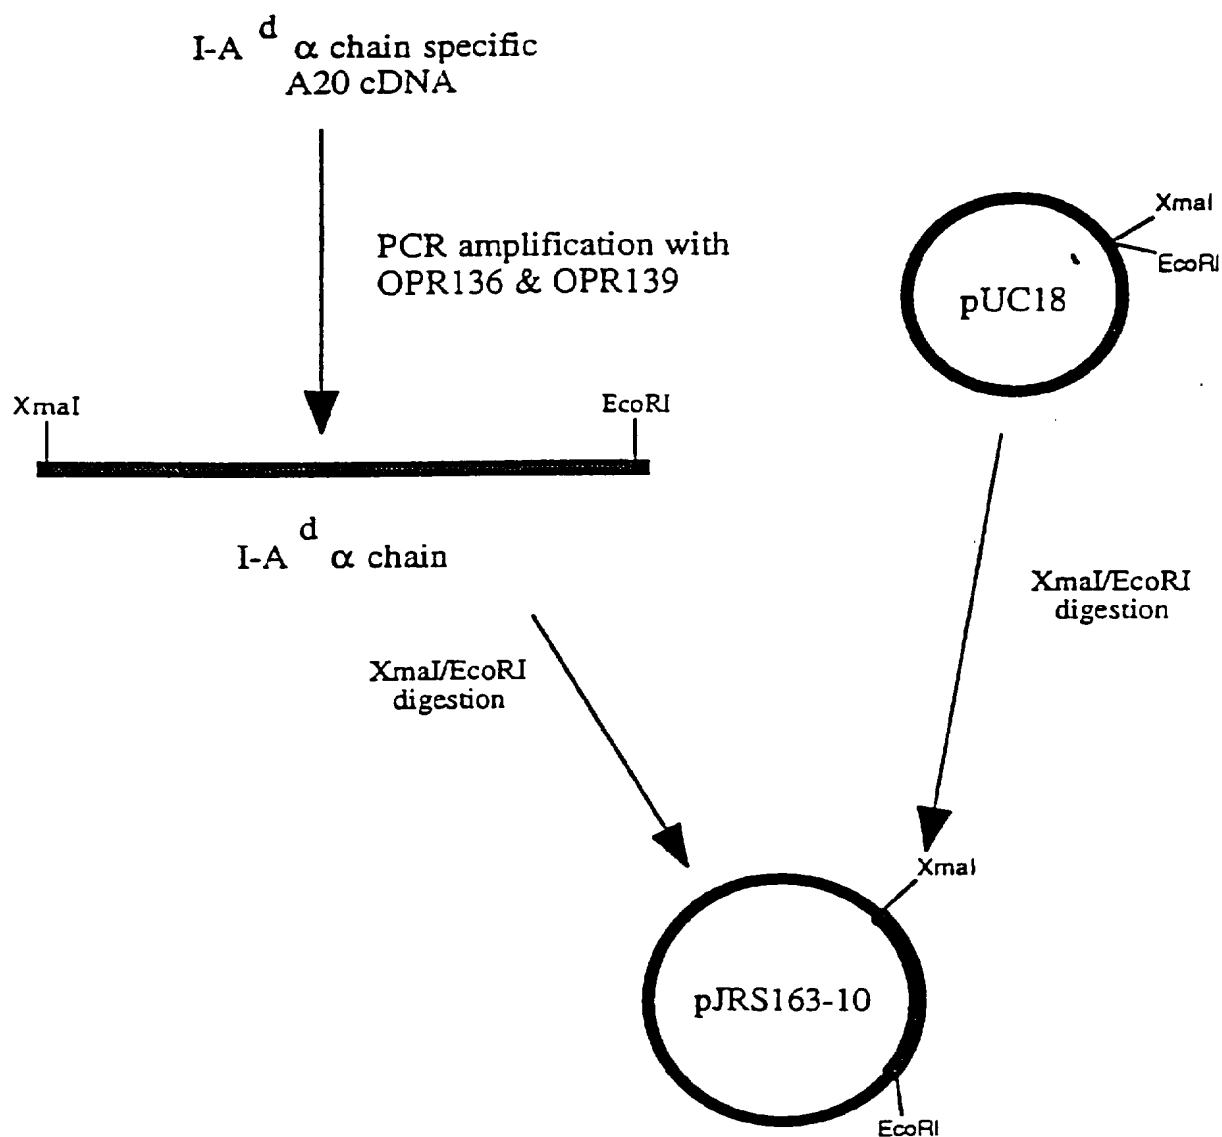 I-A d α chain specific
A20 cDNA
PCR amplification with
OPR136 & OPR139
XmaI
EcoRI
pUC18
XmaI
EcoRI
I-A d α chain
XmaI/EcoRI
digestion
XmaI/EcoRI
digestion
XmaI
pJRS163-10
EcoRI